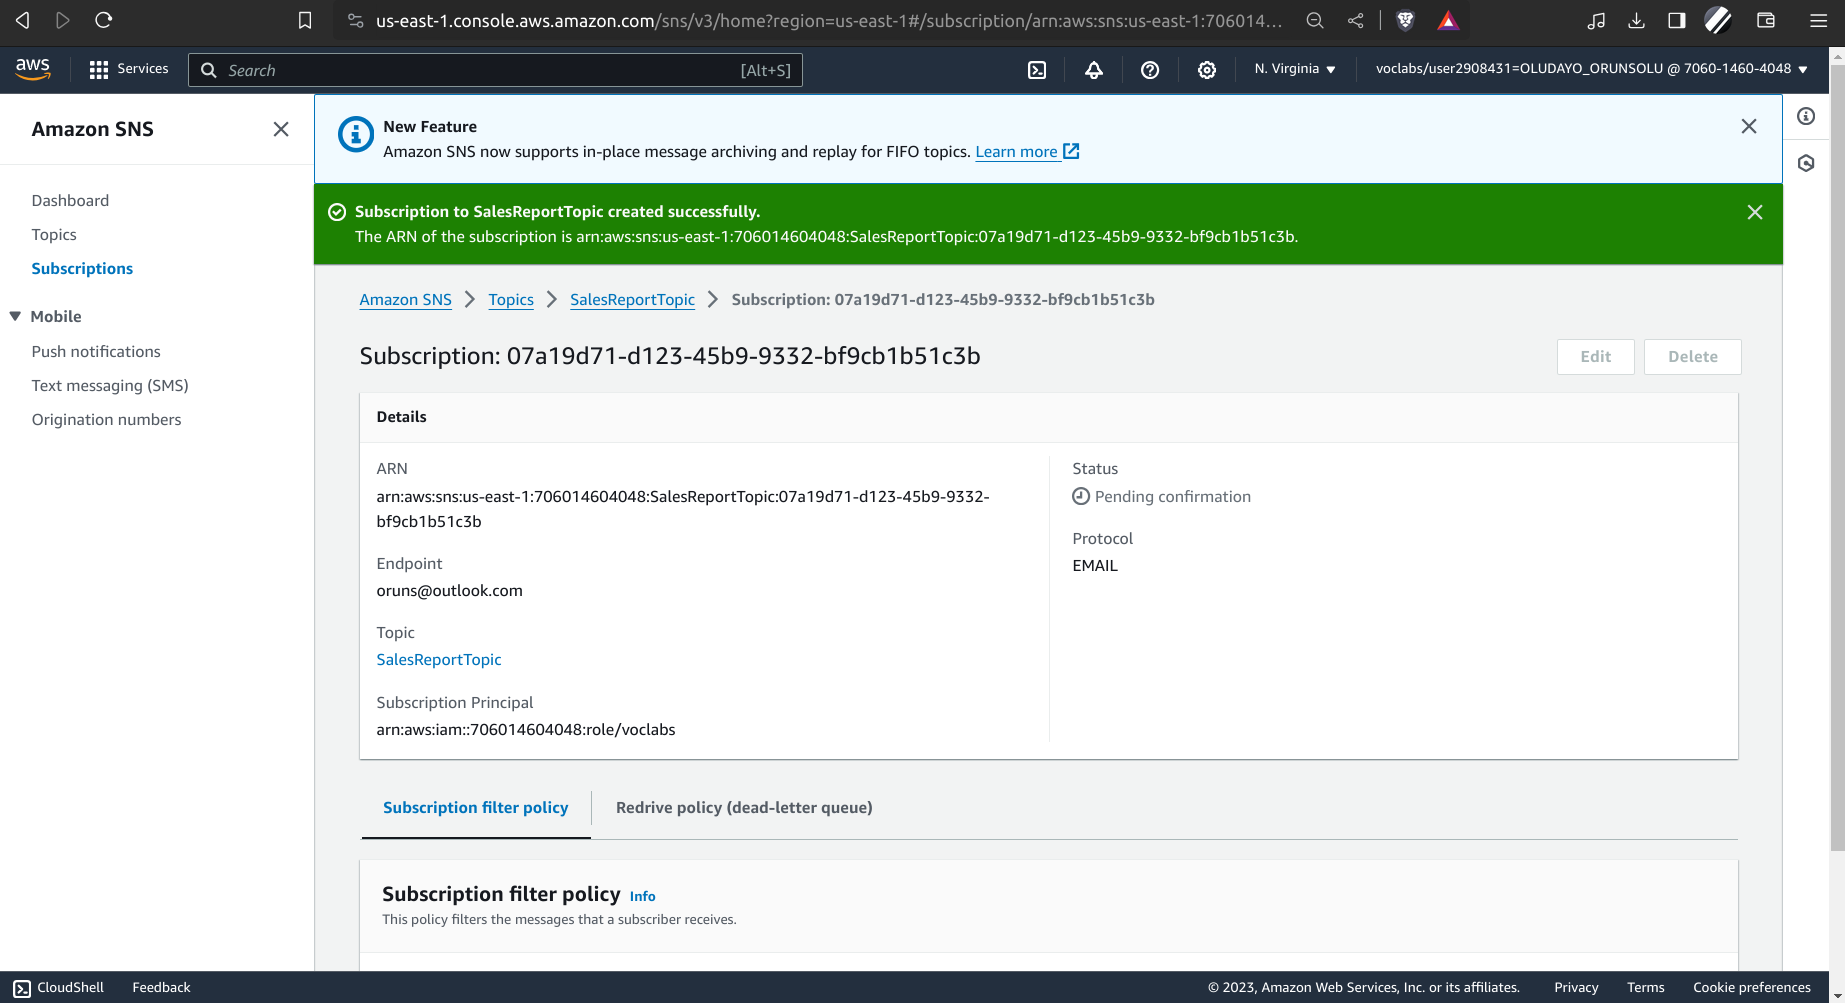 us-east-1.console.aws.amazon.com/sns/v3/home?region=us-east-1#/subscription/arn:aws:sns:us-east-1:706014...
aws Services Search [Alt+S] N. Virginia voclabs/user2908431=OLUDAYO_ORUNSOLU @ 7060-1460-4048
Amazon SNS
Dashboard
Topics
Subscriptions
Mobile
Push notifications
Text messaging (SMS)
Origination numbers
New Feature
Amazon SNS now supports in-place message archiving and replay for FIFO topics. Learn more
Subscription to SalesReportTopic created successfully.
The ARN of the subscription is arn:aws:sns:us-east-1:706014604048:SalesReportTopic:07a19d71-d123-45b9-9332-bf9cb1b51c3b.
Amazon SNS Topics SalesReportTopic Subscription: 07a19d71-d123-45b9-9332-bf9cb1b51c3b
Subscription: 07a19d71-d123-45b9-9332-bf9cb1b51c3b
Edit Delete
Details
ARN
arn:aws:sns:us-east-1:706014604048:SalesReportTopic:07a19d71-d123-45b9-9332-
bf9cb1b51c3b
Endpoint
oruns@outlook.com
Topic
SalesReportTopic
Subscription Principal
arn:aws:iam::706014604048:role/voclabs
Status
Pending confirmation
Protocol
EMAIL
Subscription filter policy Redrive policy (dead-letter queue)
Subscription filter policy Info
This policy filters the messages that a subscriber receives.
CloudShell Feedback © 2023, Amazon Web Services, Inc. or its affiliates. Privacy Terms Cookie preferences